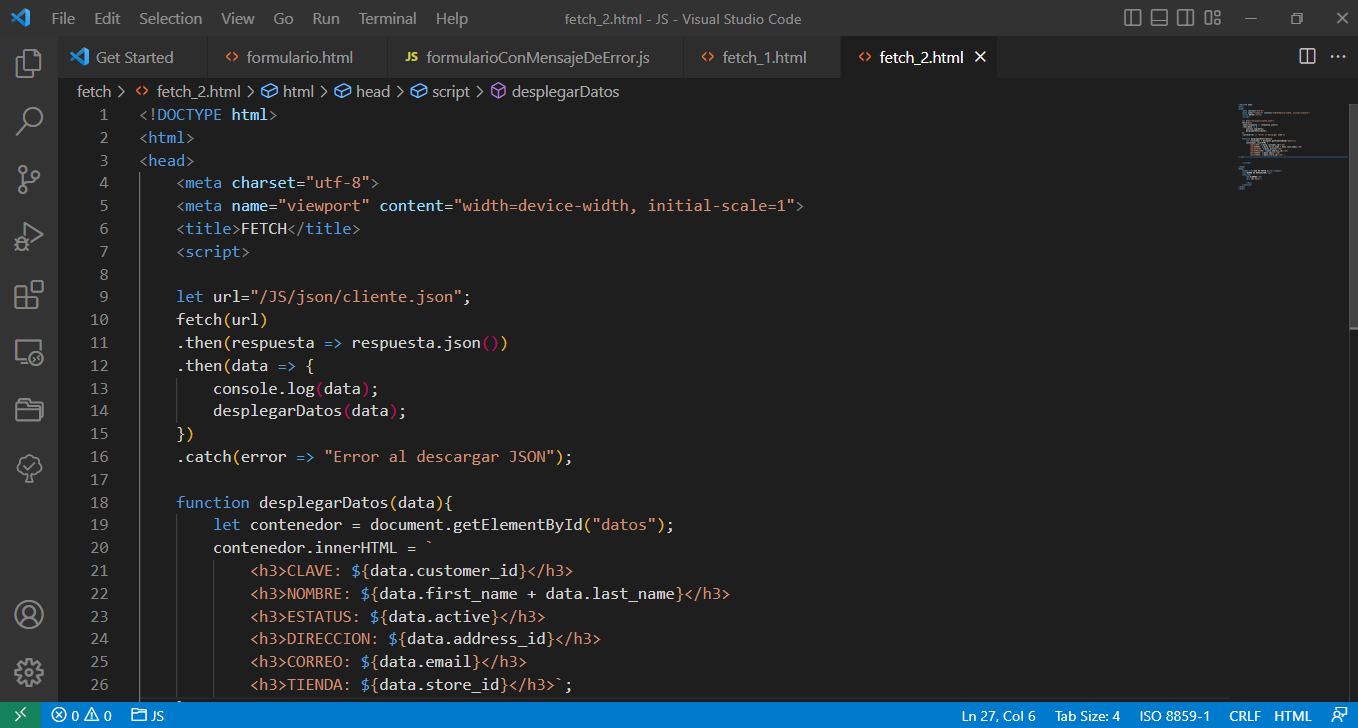 File Edit Selection View Go Run Terminal Help fetch_2.html - JS - Visual Studio Code
Get Started <> formulario.html JS formularioConMensajeDeError.js <> fetch_1.html <> fetch_2.html
fetch > <> fetch_2.html > html > head > script > desplegarDatos
1 <!DOCTYPE html>
2 <html>
3 <head>
4 <meta charset="utf-8">
5 <meta name="viewport" content="width=device-width, initial-scale=1">
6 <title>FETCH</title>
7 <script>
8
9 let url="/JS/json/cliente.json";
10 fetch(url)
11 .then(respuesta => respuesta.json())
12 .then(data => {
13 console.log(data);
14 desplegarDatos(data);
15 })
16 .catch(error => "Error al descargar JSON");
17
18 function desplegarDatos(data){
19 let contenedor = document.getElementById("datos");
20 contenedor.innerHTML = `
21 <h3>CLAVE: ${data.customer_id}</h3>
22 <h3>NOMBRE: ${data.first_name + data.last_name}</h3>
23 <h3>ESTATUS: ${data.active}</h3>
24 <h3>DIRECCION: ${data.address_id}</h3>
25 <h3>CORREO: ${data.email}</h3>
26 <h3>TIENDA: ${data.store_id}</h3>`;
0 0 JS Ln 27, Col 6 Tab Size: 4 ISO 8859-1 CRLF HTML